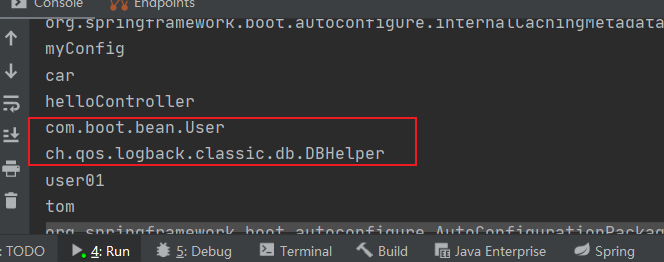 Console Endpoints
org.springframework.boot.autoconfigure.internalCachingMetadata
myConfig
car
helloController
com.boot.bean.User
ch.qos.logback.classic.db.DBHelper
user01
tom
org.springframework.boot.autoconfigure.AutoConfigurationPackag
: TODO 4: Run 5: Debug Terminal Build Java Enterprise Spring